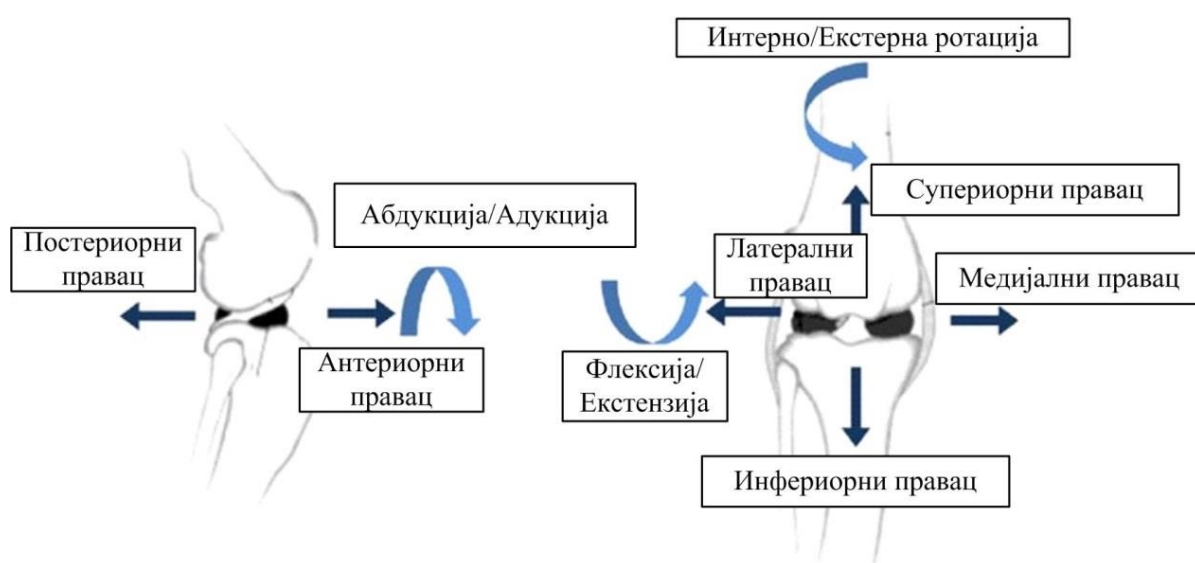 Интерно/Екстерна ротација
Супериорни правац
Абдукција/Адукција
Постериорни
правац
Латерални
правац
Медијални правац
Антериорни
правац
Флексија/
Екстензија
Инфериорни правац